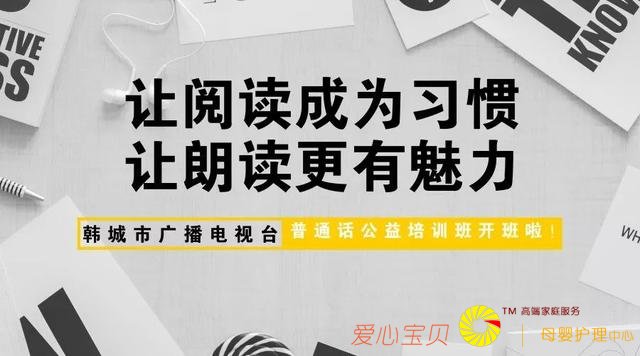 KNOW
让阅读成为习惯
让朗读更有魅力
韩城市广播电视台 普通话公益培训班开班啦！
Wh
爱心宝贝 TM 高端家庭服务
母婴护理中心